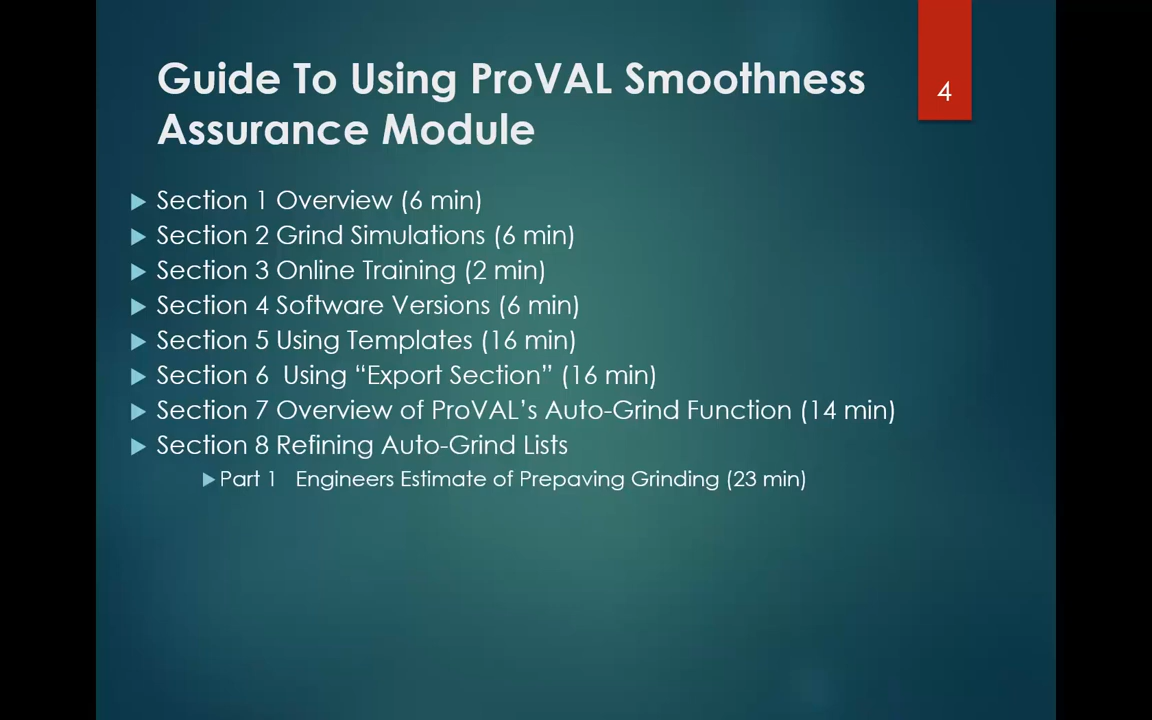 Guide To Using ProVAL Smoothness
Assurance Module
4
Section 1 Overview (6 min)
Section 2 Grind Simulations (6 min)
Section 3 Online Training (2 min)
Section 4 Software Versions (6 min)
Section 5 Using Templates (16 min)
Section 6 Using “Export Section” (16 min)
Section 7 Overview of ProVAL’s Auto-Grind Function (14 min)
Section 8 Refining Auto-Grind Lists
Part 1 Engineers Estimate of Prepaving Grinding (23 min)